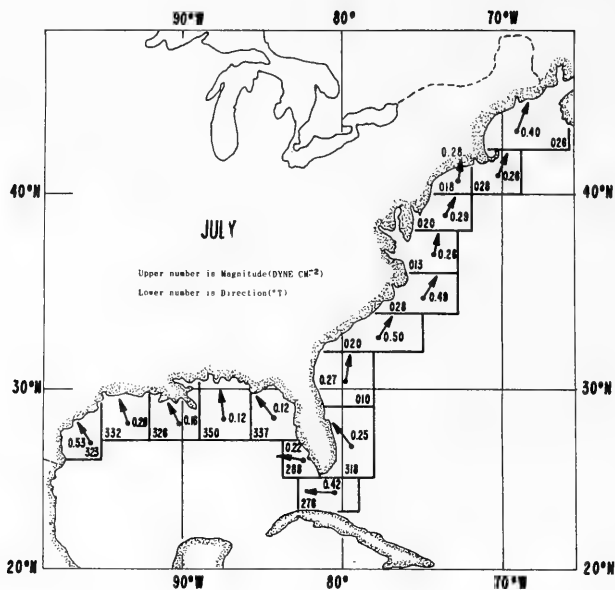 90°W 80° 70°W
0.40
026
0.28
40°N 018 028 0.26 40°N
020 0.29
JULY
0.26
Upper number is Magnitude(DYNE CM⁻²)
013
Lower number is Direction(°T)
0.49
028
0.50
020
30°N 0.27 30°N
010
0.53 0.28 0.16 0.12 0.12 0.25
323 332 326 350 337 0.22
288 318
0.42
276
20°N 20°N
90°W 80° 70°W